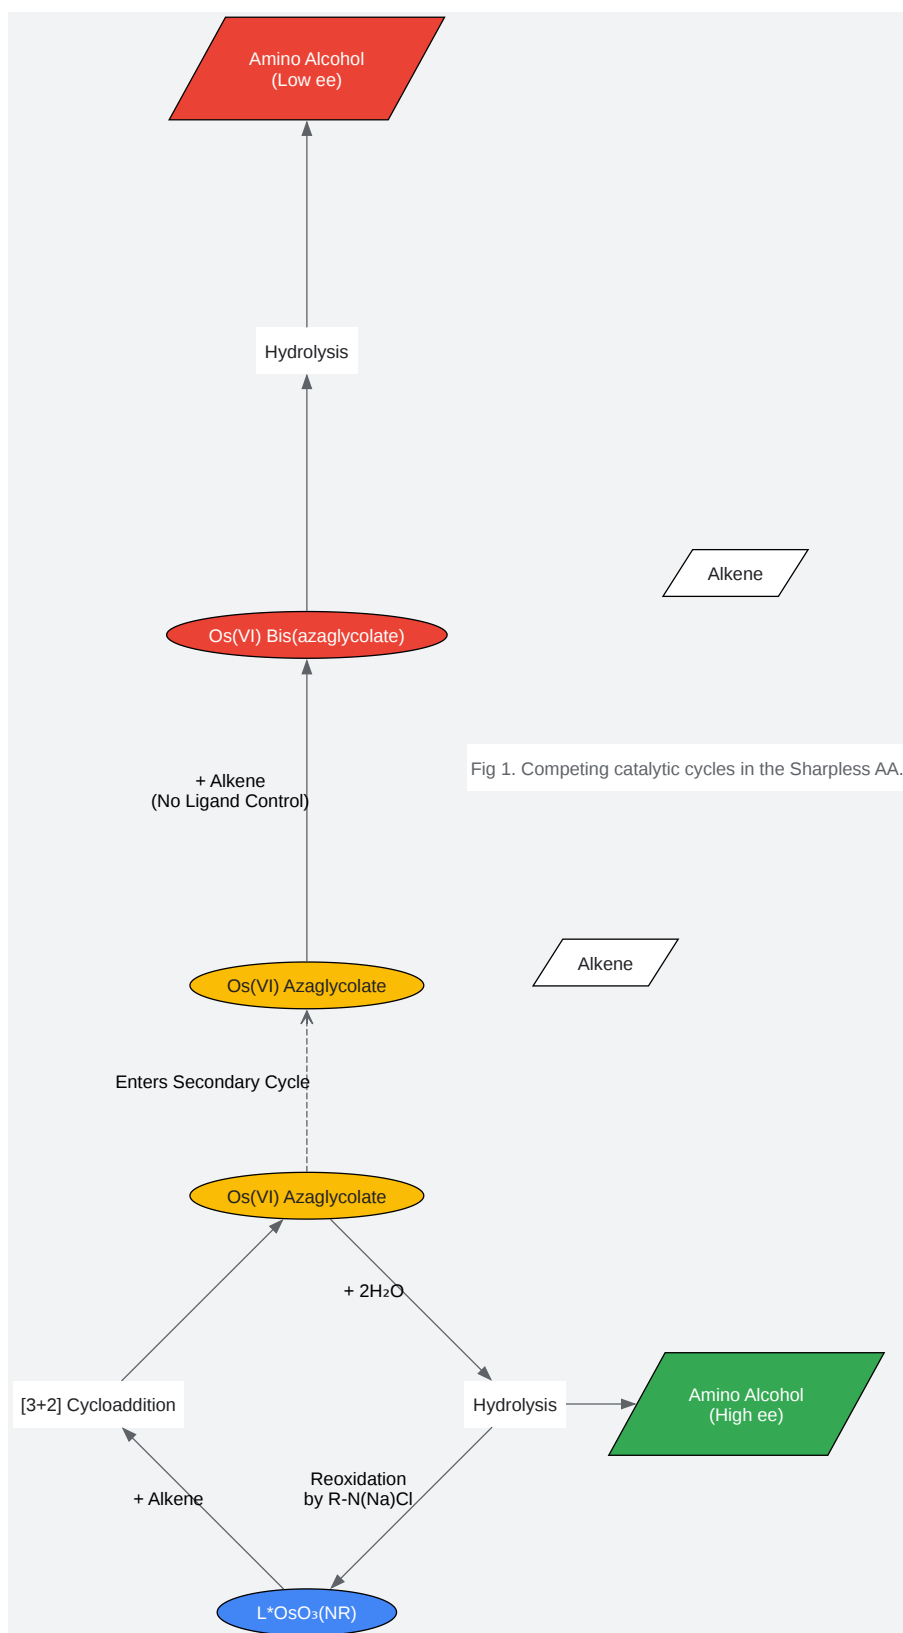 Amino Alcohol
(Low ee)
Hydrolysis
Alkene
Os(VI) Bis(azaglycolate)
Fig 1. Competing catalytic cycles in the Sharpless AA.
+ Alkene
(No Ligand Control)
Alkene
Os(VI) Azaglycolate
Enters Secondary Cycle
Os(VI) Azaglycolate
+ 2H₂O
[3+2] Cycloaddition
Hydrolysis
Amino Alcohol
(High ee)
Reoxidation
by R-N(Na)Cl
+ Alkene
L*OsO₃(NR)